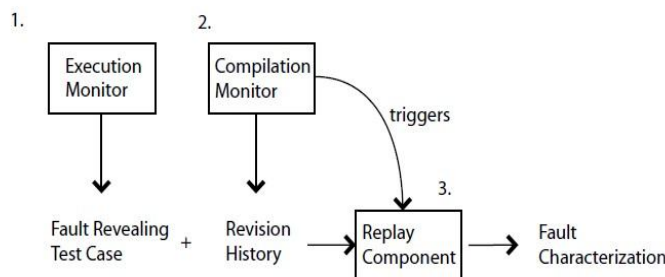 1.
2.
Execution
Monitor
Compilation
Monitor
triggers
3.
Fault Revealing
Test Case
+
Revision
History
Replay
Component
Fault
Characterization